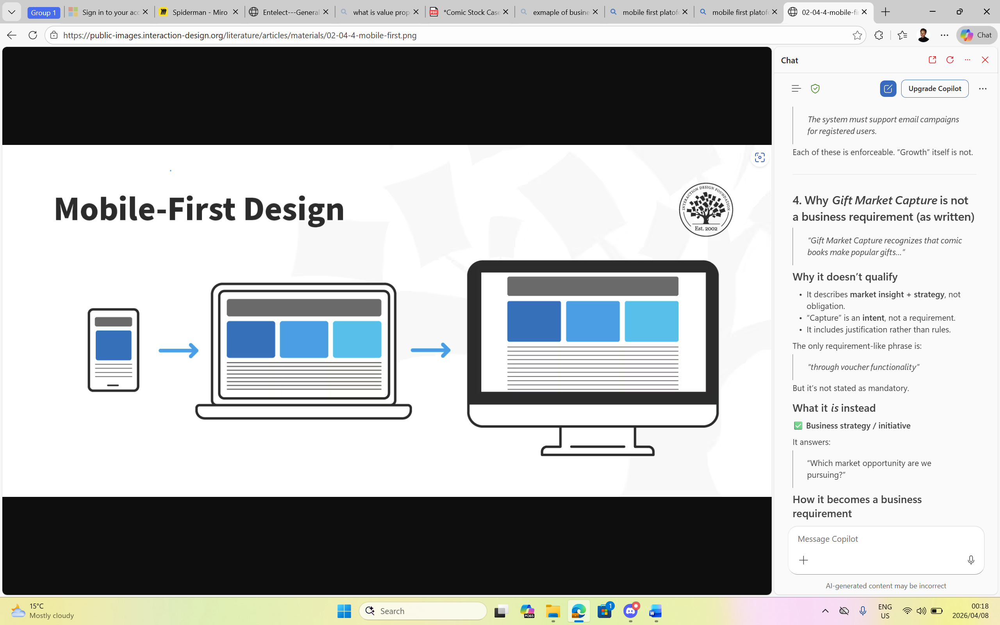 Group 1
Sign in to your acc
Spiderman - Miro
Entelect---General
what is value prop
*Comic Stock Case
exmaple of busine
mobile first platof
mobile first platof
02-04-4-mobile-fi
https://public-images.interaction-design.org/literature/articles/materials/02-04-4-mobile-first.png
Chat
Mobile-First Design
INTERACTION DESIGN FOUNDATION
Est. 2002
Chat
Upgrade Copilot
The system must support email campaigns
for registered users.
Each of these is enforceable. “Growth” itself is not.
4. Why Gift Market Capture is not
a business requirement (as written)
“Gift Market Capture recognizes that comic
books make popular gifts…”
Why it doesn’t qualify
• It describes market insight + strategy, not
obligation.
• “Capture” is an intent, not a requirement.
• It includes justification rather than rules.
The only requirement-like phrase is:
“through voucher functionality”
But it’s not stated as mandatory.
What it is instead
✅ Business strategy / initiative
It answers:
“Which market opportunity are we
pursuing?”
How it becomes a business
requirement
Message Copilot
AI-generated content may be incorrect
15°C
Mostly cloudy
Search
M365
1
ENG
US
00:18
2026/04/08